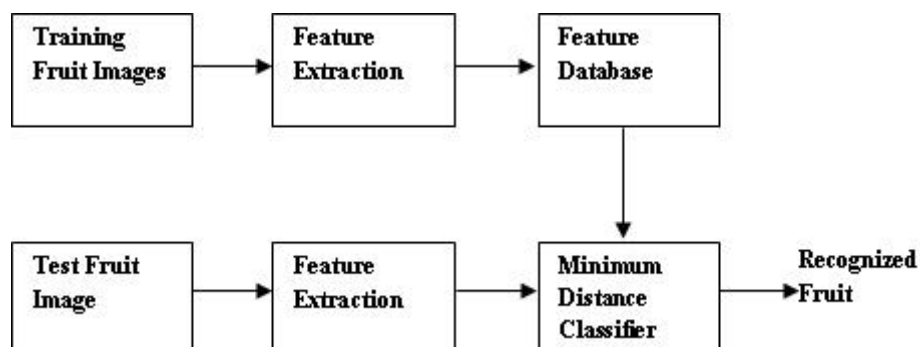 Training
Fruit Images
Feature
Extraction
Feature
Database
Test Fruit
Image
Feature
Extraction
Minimum
Distance
Classifier
Recognized
Fruit